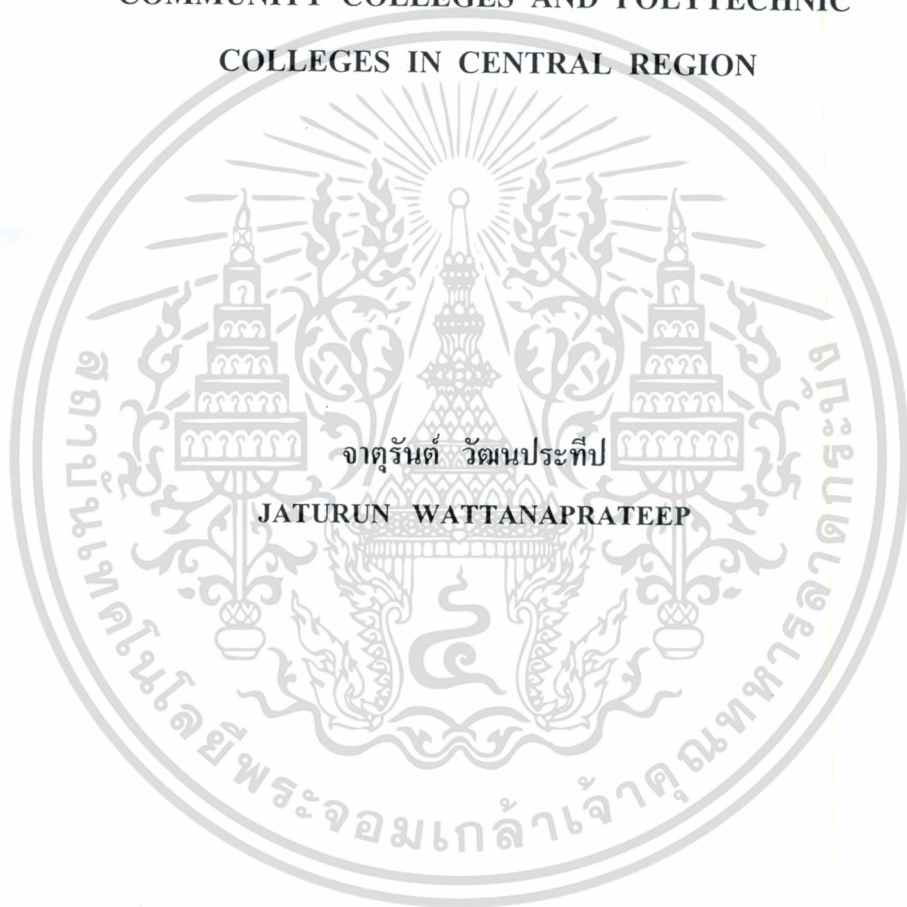 COMMUNITY COLLEGES AND POLYTECHNIC
COLLEGES IN CENTRAL REGION
จาตุรันต์ วัฒนประทีป
JATURUN WATTANAPRATEEP
สถาบันเทคโนโลยีพระจอมเกล้าเจ้าคุณทหารลาดกระบัง
๔